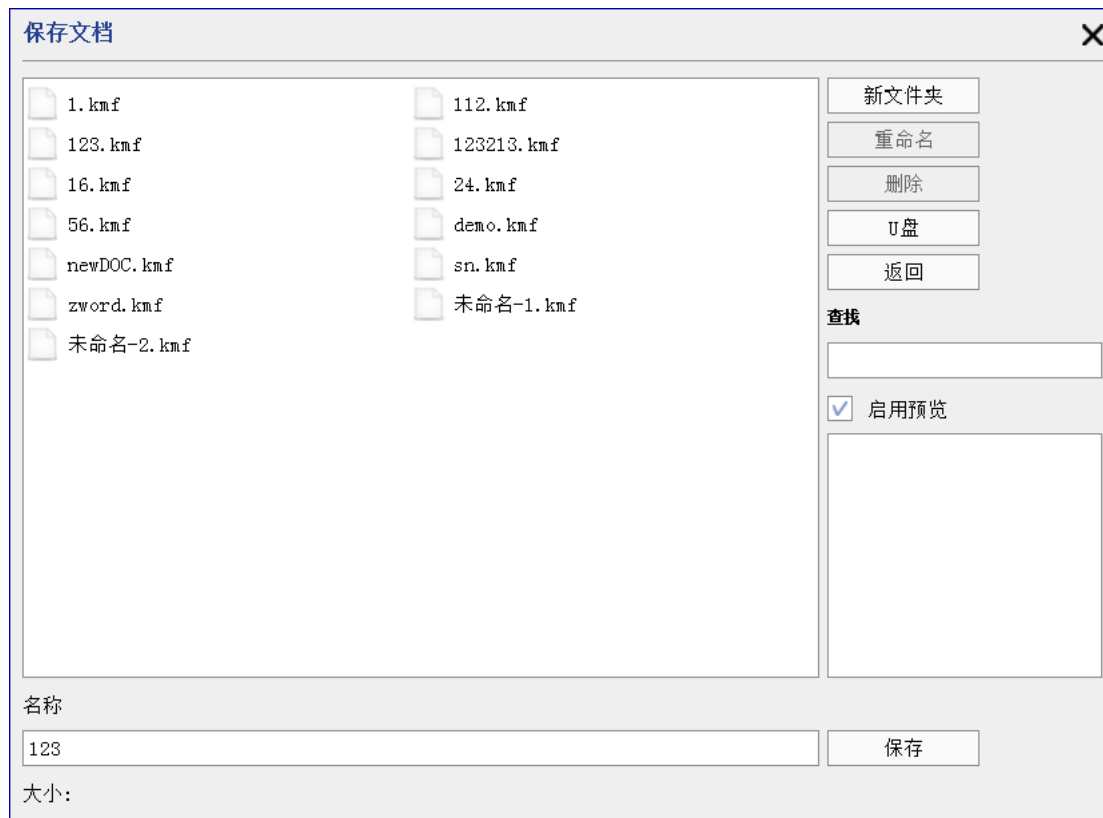 保存文档
1.kmf
112.kmf
123.kmf
123213.kmf
16.kmf
24.kmf
56.kmf
demo.kmf
newDOC.kmf
sn.kmf
zword.kmf
未命名-1.kmf
未命名-2.kmf
新文件夹
重命名
删除
U盘
返回
查找
启用预览
名称
123
保存
大小: